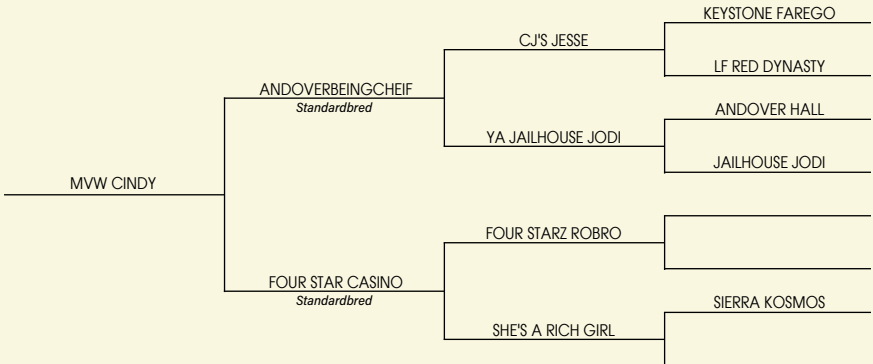 KEYSTONE FAREGO
CJ'S JESSE
LF RED DYNASTY
ANDOVERBEINGCHEIF
Standardbred
ANDOVER HALL
YA JAILHOUSE JODI
JAILHOUSE JODI
MVW CINDY
FOUR STARZ ROBRO
FOUR STAR CASINO
Standardbred
SIERRA KOSMOS
SHE'S A RICH GIRL